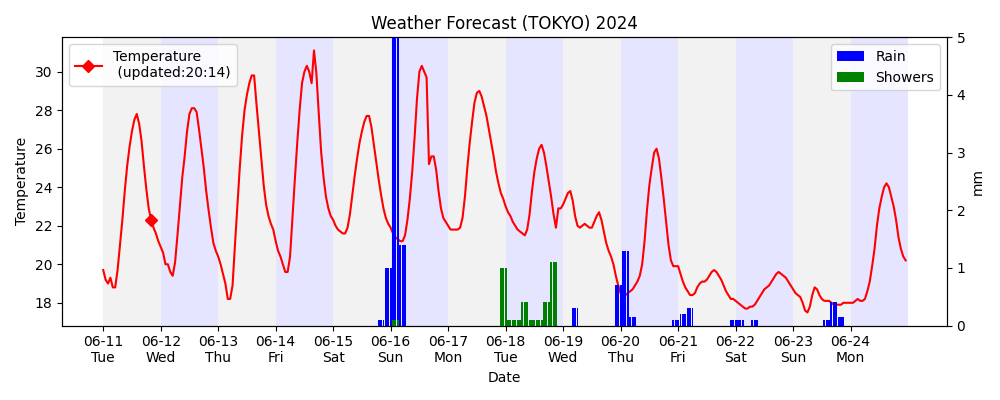 Weather Forecast (TOKYO) 2024
Temperature
(updated:20:14)
Rain
Showers
Temperature
30
28
26
24
22
20
18
5
4
3
2
1
0
mm
06-11 06-12 06-13 06-14 06-15 06-16 06-17 06-18 06-19 06-20 06-21 06-22 06-23 06-24
Tue Wed Thu Fri Sat Sun Mon Tue Wed Thu Fri Sat Sun Mon
Date